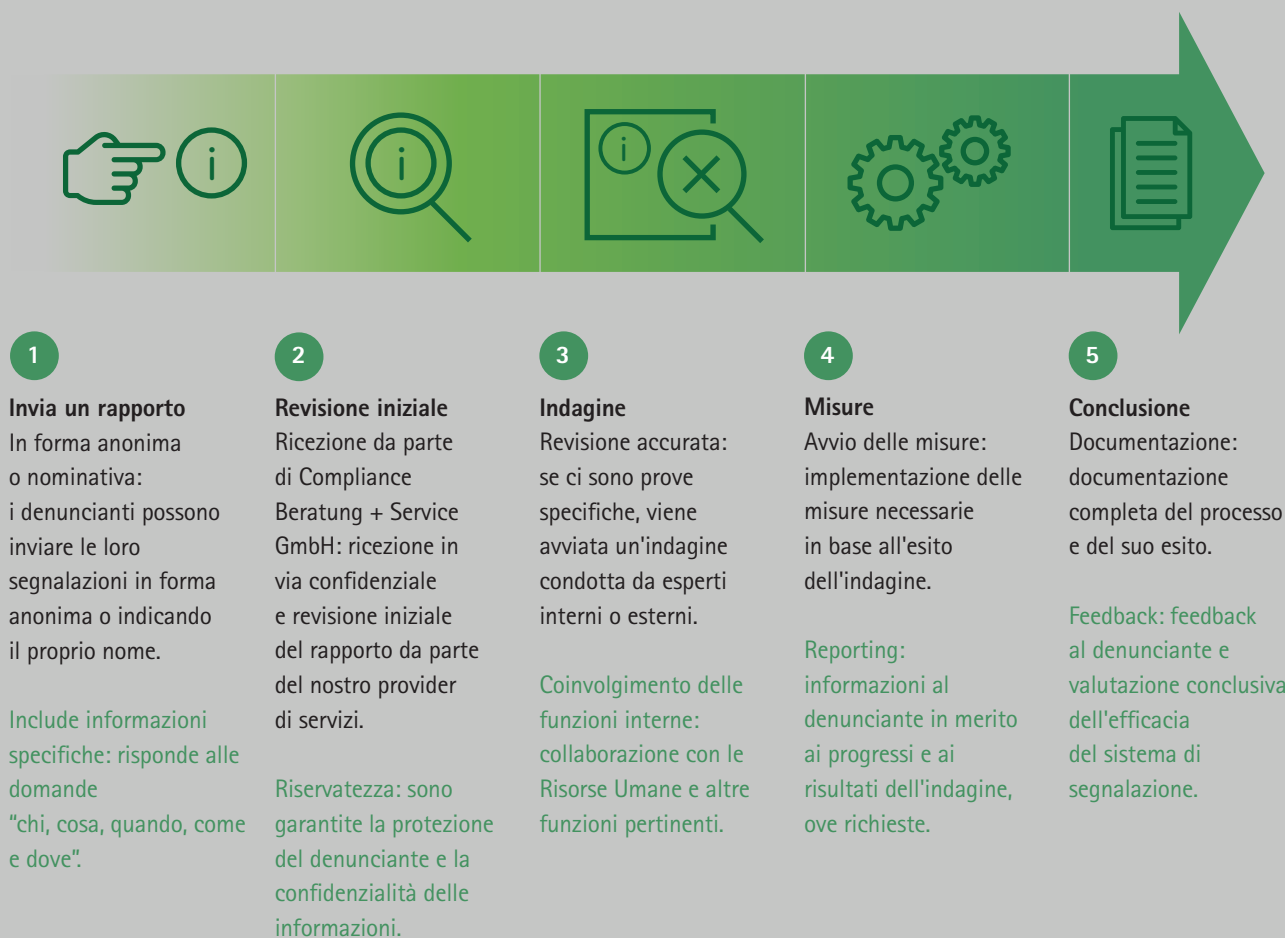 1
Invia un rapporto
In forma anonima
o nominativa:
i denuncianti possono
inviare le loro
segnalazioni in forma
anonima o indicando
il proprio nome.
Include informazioni
specifiche: risponde alle
domande
"chi, cosa, quando, come
e dove".
2
Revisione iniziale
Ricezione da parte
di Compliance
Beratung + Service
GmbH: ricezione in
via confidenziale
e revisione iniziale
del rapporto da parte
del nostro provider
di servizi.
Riservatezza: sono
garantite la protezione
del denunciante e la
confidenzialità delle
informazioni.
3
Indagine
Revisione accurata:
se ci sono prove
specifiche, viene
avviata un'indagine
condotta da esperti
interni o esterni.
Coinvolgimento delle
funzioni interne:
collaborazione con le
Risorse Umane e altre
funzioni pertinenti.
4
Misure
Avvio delle misure:
implementazione delle
misure necessarie
in base all'esito
dell'indagine.
Reporting:
informazioni al
denunciante in merito
ai progressi e ai
risultati dell'indagine,
ove richieste.
5
Conclusione
Documentazione:
documentazione
completa del processo
e del suo esito.
Feedback: feedback
al denunciante e
valutazione conclusiva
dell'efficacia
del sistema di
segnalazione.